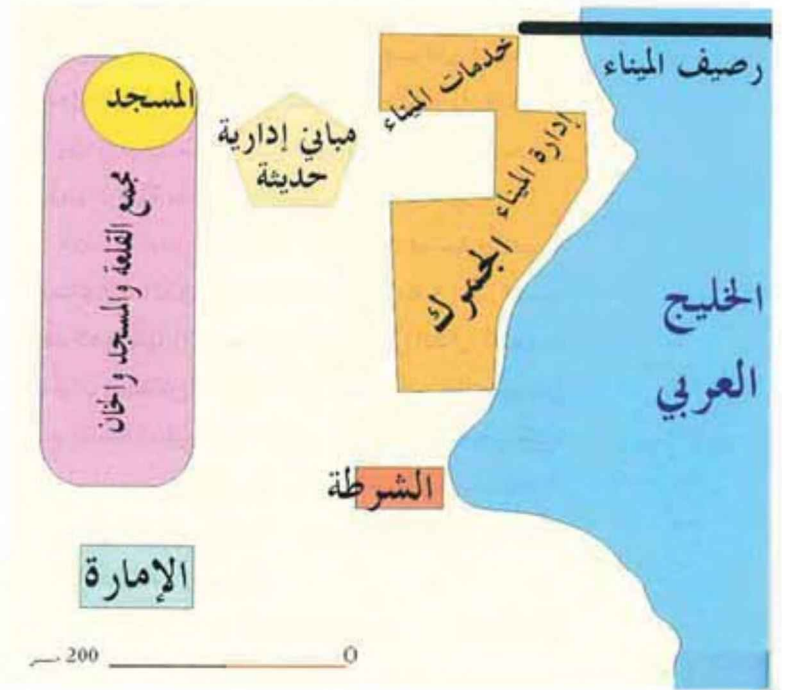 رصيف الميناء
خدمات الميناء
إدارة الميناء
الجمرك
المسجد
مباني إدارية
حديثة
مجمع القلعة والمسجد والخان
الخليج
العربي
الشرطة
الإمارة
0
200 متر